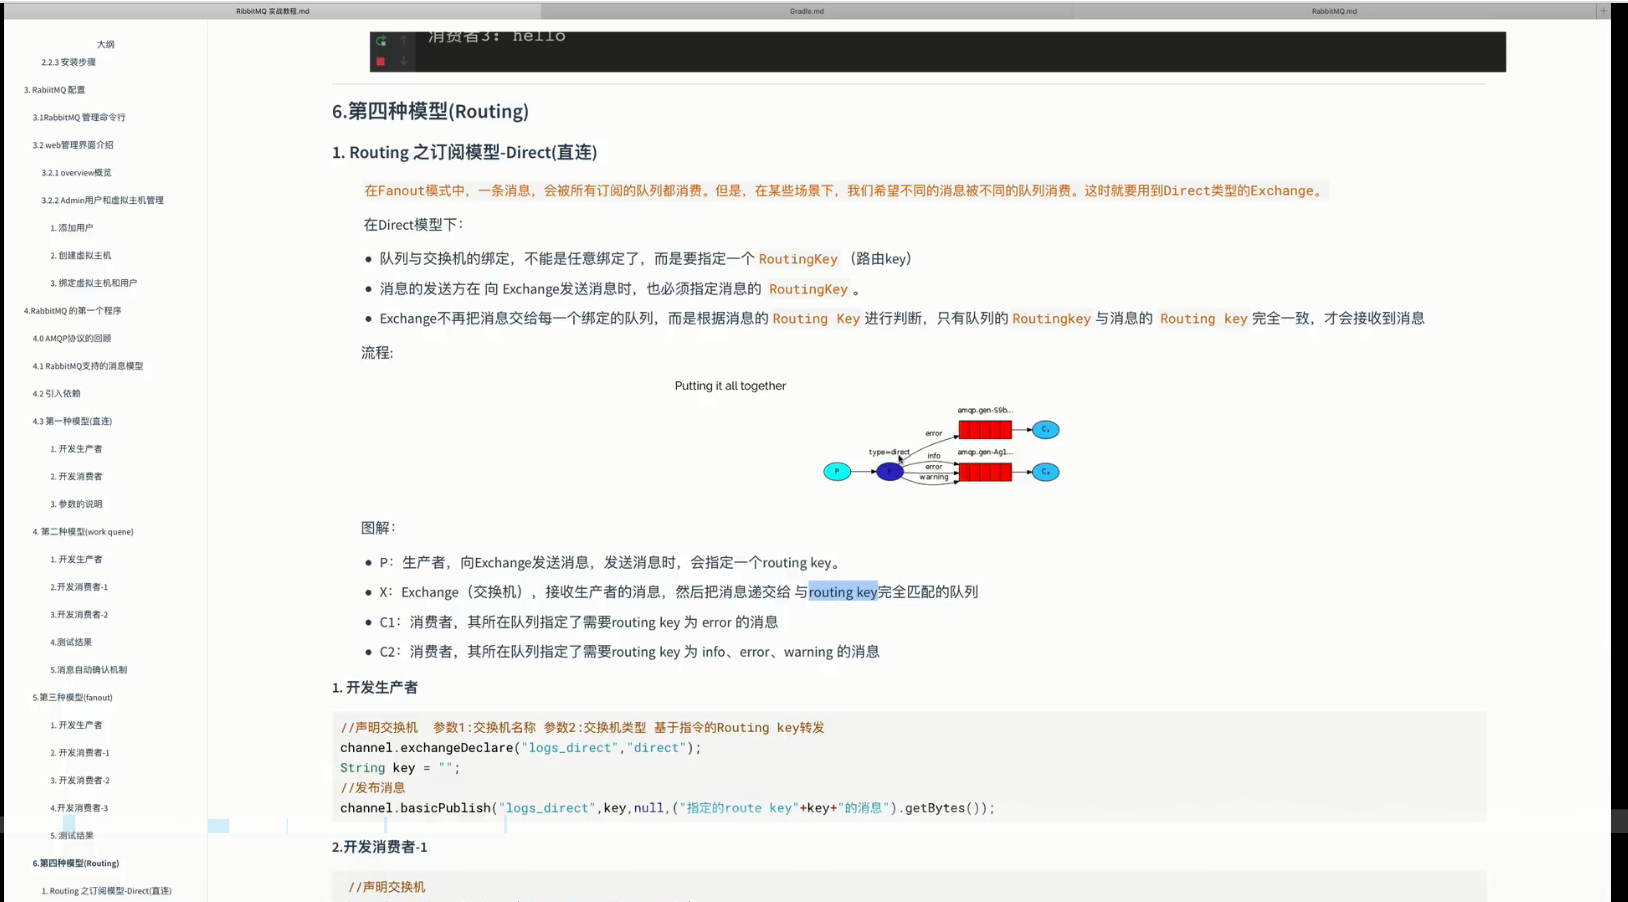 RibbitMQ 实战教程.md
Gradle.md
RabbitMQ.md
大纲
2.2.3 安装步骤
3. RabiitMQ 配置
3.1RabbitMQ 管理命令行
3.2 web管理界面介绍
3.2.1 overview概览
3.2.2 Admin用户和虚拟主机管理
1. 添加用户
2. 创建虚拟主机
3. 绑定虚拟主机和用户
4.RabbitMQ 的第一个程序
4.0 AMQP协议的回顾
4.1 RabbitMQ支持的消息模型
4.2 引入依赖
4.3 第一种模型(直连)
1. 开发生产者
2. 开发消费者
3. 参数的说明
4. 第二种模型(work quene)
1. 开发生产者
2.开发消费者-1
3.开发消费者-2
4.测试结果
5.消息自动确认机制
5.第三种模型(fanout)
1. 开发生产者
2. 开发消费者-1
3. 开发消费者-2
4.开发消费者-3
5. 测试结果
6.第四种模型(Routing)
1. Routing 之订阅模型-Direct(直连)
消费者3: hello
6.第四种模型(Routing)
1. Routing 之订阅模型-Direct(直连)
在Fanout模式中，一条消息，会被所有订阅的队列都消费。但是，在某些场景下，我们希望不同的消息被不同的队列消费。这时就要用到Direct类型的Exchange。
在Direct模型下：
队列与交换机的绑定，不能是任意绑定了，而是要指定一个 RoutingKey （路由key）
消息的发送方在 向 Exchange发送消息时，也必须指定消息的 RoutingKey 。
Exchange不再把消息交给每一个绑定的队列，而是根据消息的 Routing Key 进行判断，只有队列的 Routingkey 与消息的 Routing key 完全一致，才会接收到消息
流程:
Putting it all together
amqp.gen-S9b...
error
C₁
type=direct
info
amqp.gen-Ag1...
P
error
C₂
warning
图解：
P：生产者，向Exchange发送消息，发送消息时，会指定一个routing key。
X：Exchange（交换机），接收生产者的消息，然后把消息递交给 与routing key完全匹配的队列
C1：消费者，其所在队列指定了需要routing key 为 error 的消息
C2：消费者，其所在队列指定了需要routing key 为 info、error、warning 的消息
1. 开发生产者
//声明交换机 参数1:交换机名称 参数2:交换机类型 基于指令的Routing key转发
channel.exchangeDeclare("logs_direct","direct");
String key = "";
//发布消息
channel.basicPublish("logs_direct",key,null,("指定的route key"+key+"的消息").getBytes());
2.开发消费者-1
//声明交换机